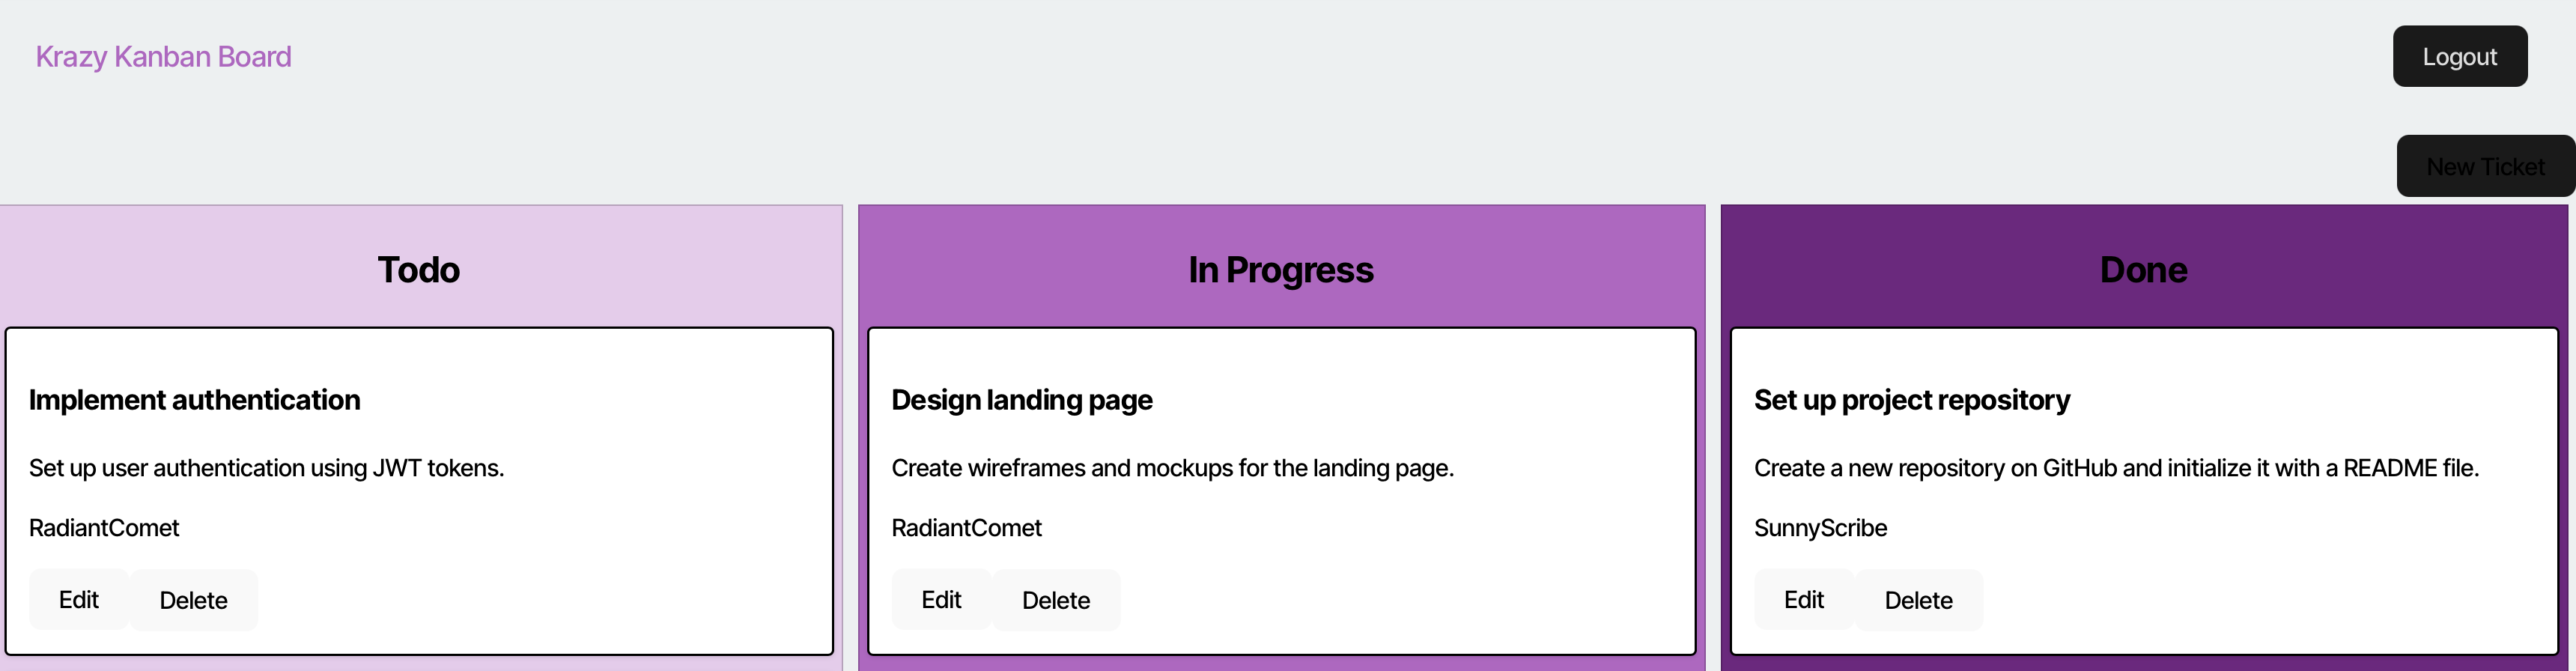 Krazy Kanban Board
Logout
New Ticket
Todo
Implement authentication
Set up user authentication using JWT tokens.
RadiantComet
Edit
Delete
In Progress
Design landing page
Create wireframes and mockups for the landing page.
RadiantComet
Edit
Delete
Done
Set up project repository
Create a new repository on GitHub and initialize it with a README file.
SunnyScribe
Edit
Delete